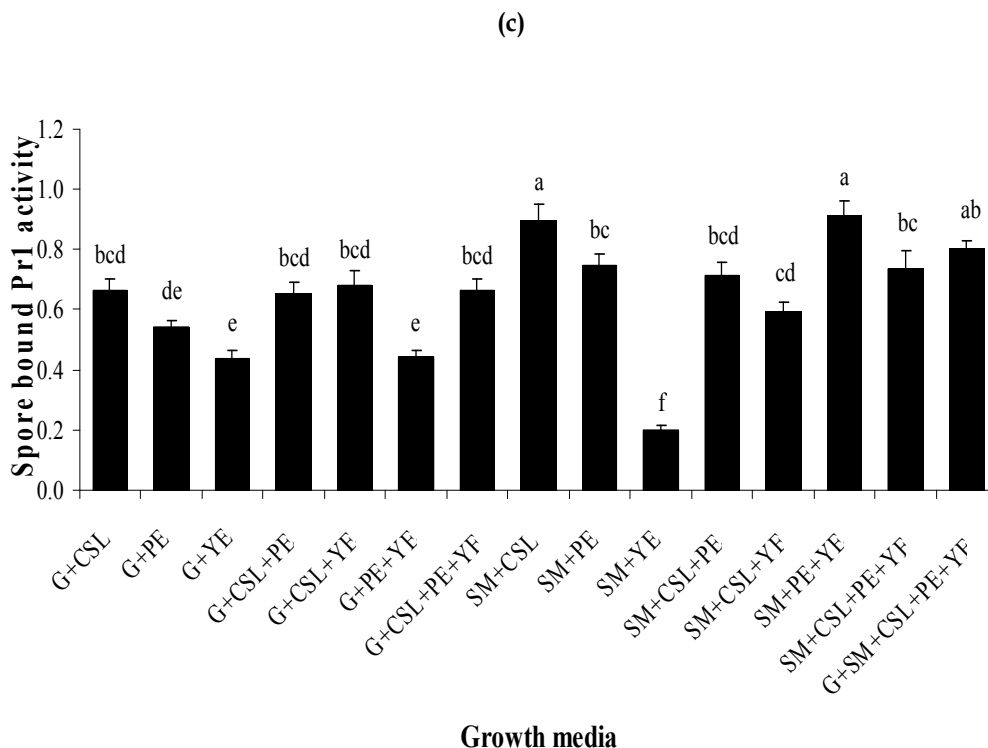 (c)
Spore bound Pr1 activity
1.2
1.0
0.8
0.6
0.4
0.2
0.0
bcd
de
e
bcd
bcd
e
bcd
a
bc
f
bcd
cd
a
bc
ab
G+CSL
G+PE
G+YE
G+CSL+PE
G+CSL+YF
G+PE+YF
G+CSL+PE+YF
SM+CSL
SM+PE
SM+YE
SM+CSL+PE
SM+CSL+YF
SM+PE+YF
SM+CSL+PE+YF
G+SM+CSL+PE+YF
Growth media